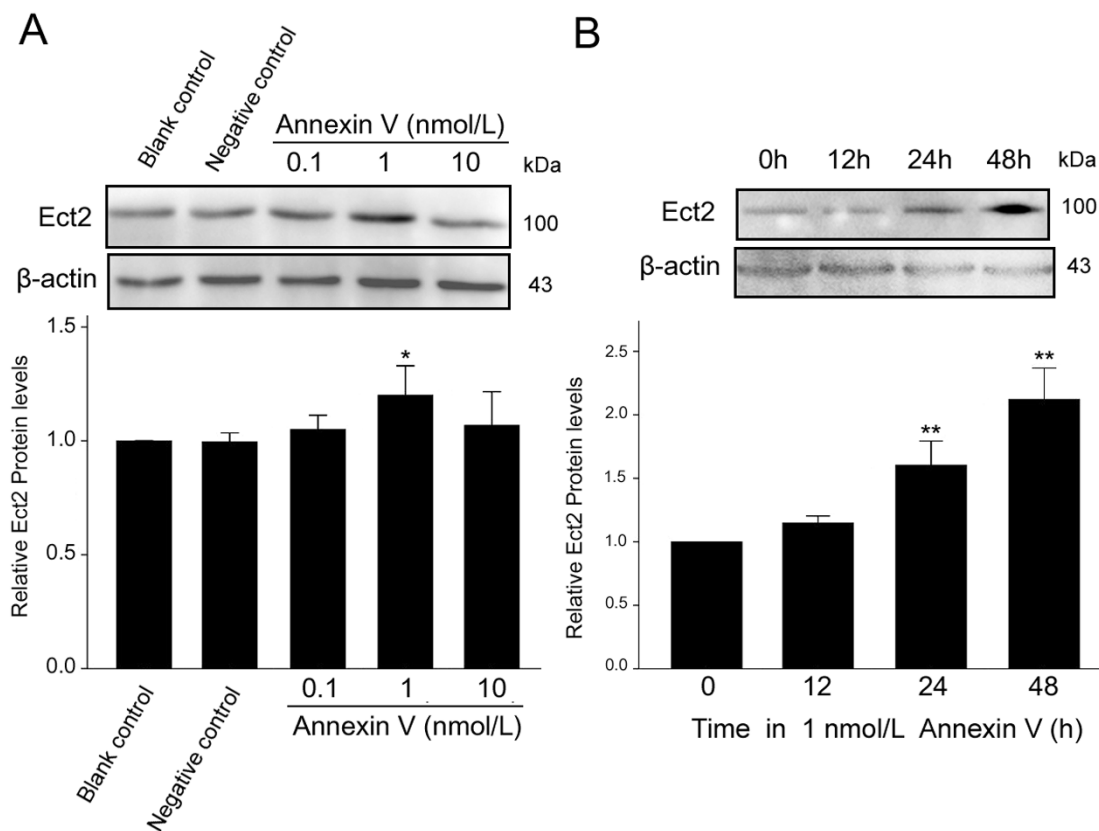 A
Blank control
Negative control
Annexin V (nmol/L)
0.1 1 10 kDa
Ect2 100
β-actin 43
Relative Ect2 Protein levels
1.5
1.0
0.5
0.0
*
Blank control
Negative control
0.1 1 10
Annexin V (nmol/L)
B
0h 12h 24h 48h kDa
Ect2 100
β-actin 43
Relative Ect2 Protein levels
2.5
2.0
1.5
1.0
0.5
0.0
**
**
0 12 24 48
Time in 1 nmol/L Annexin V (h)